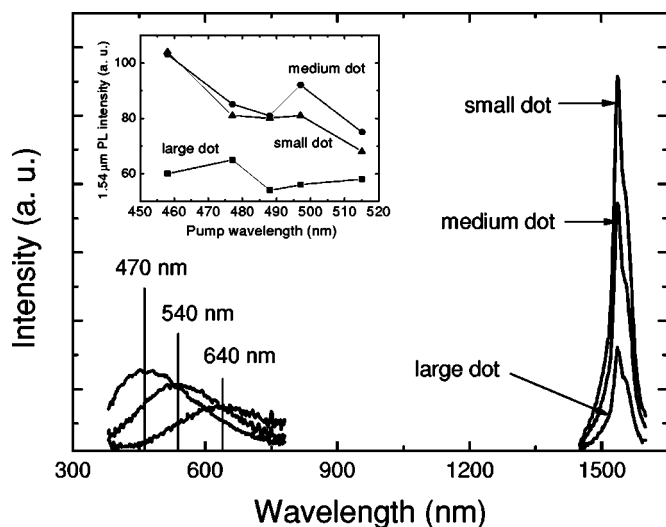 1.54 µm PL intensity (a. u.)
100
80
60
medium dot
large dot
small dot
450 460 470 480 490 500 510 520
Pump wavelength (nm)
small dot
medium dot
large dot
470 nm
540 nm
640 nm
Intensity (a. u.)
300 600 900 1200 1500
Wavelength (nm)